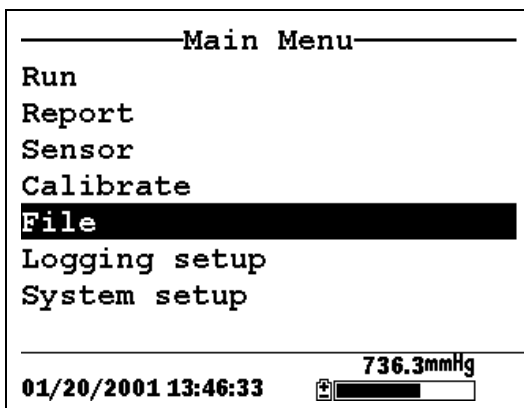 Main Menu
Run
Report
Sensor
Calibrate
File
Logging setup
System setup
736.3mmHg
01/20/2001 13:46:33